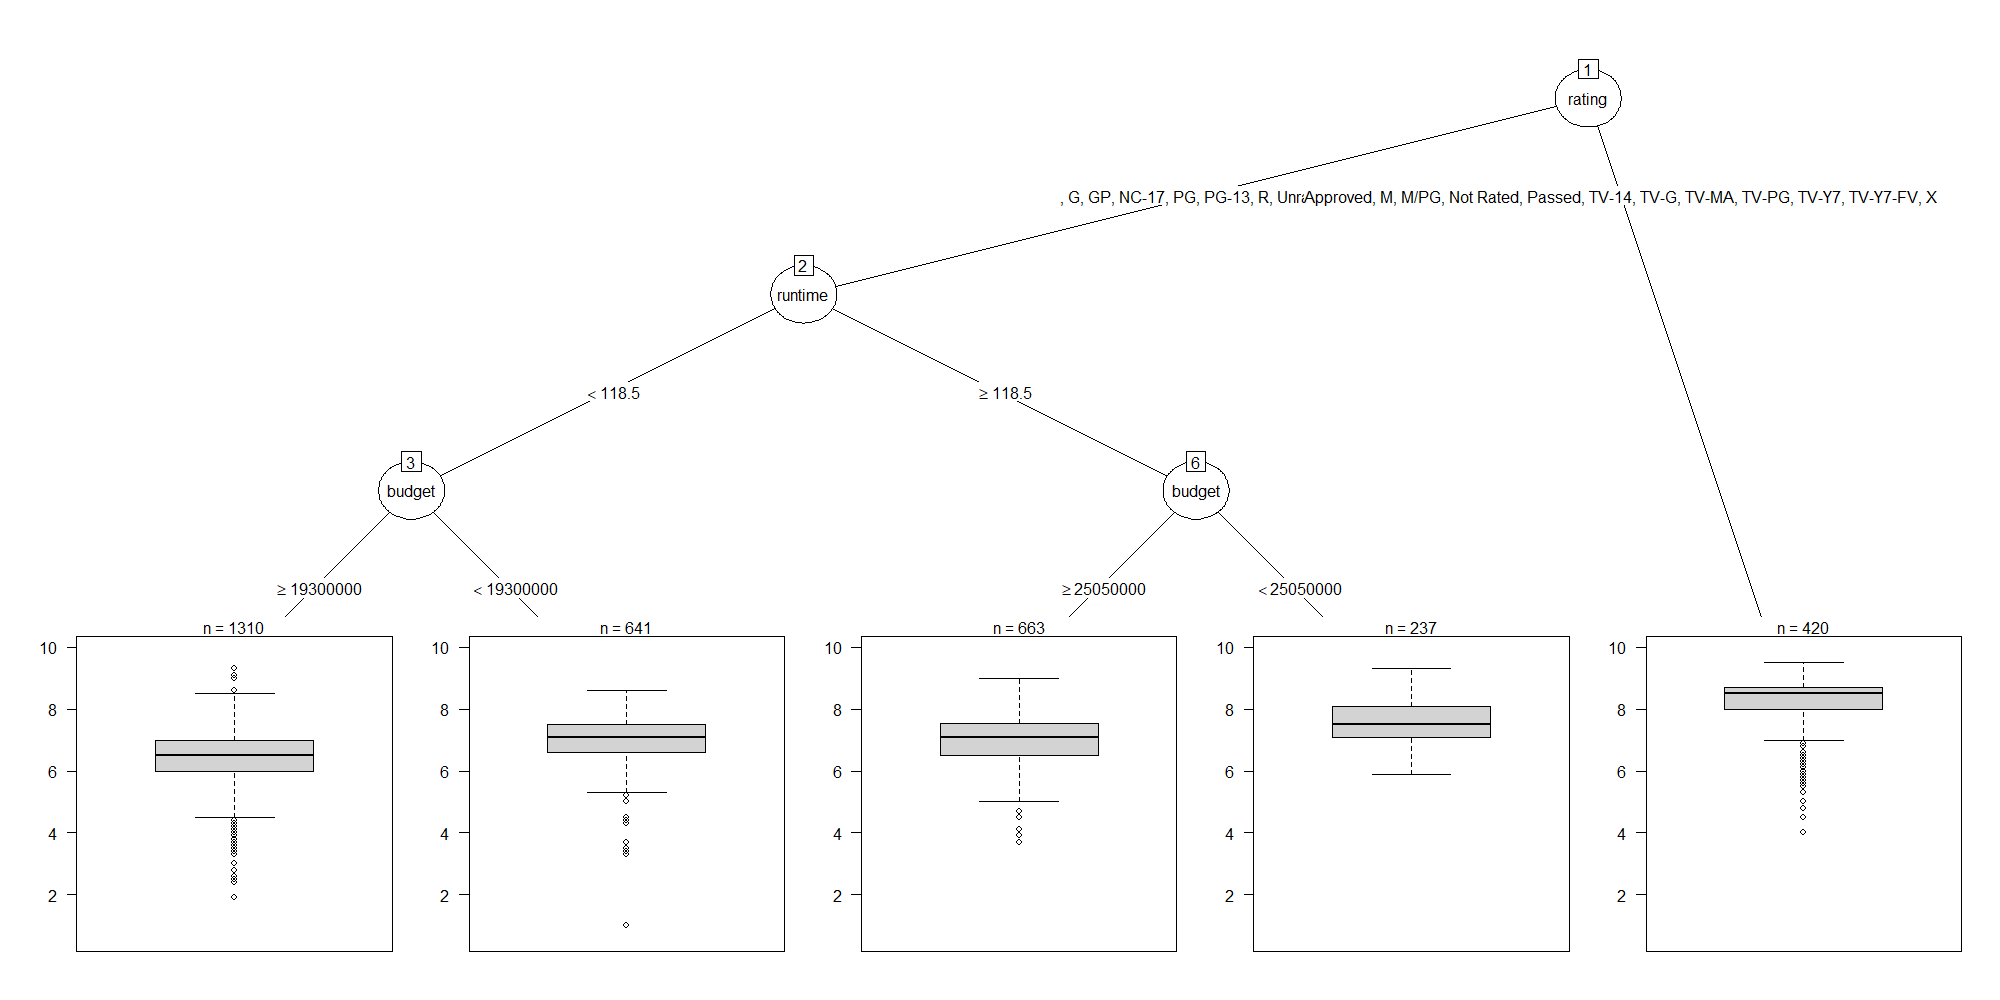 1
rating
, G, GP, NC-17, PG, PG-13, R, Approved, M, M/PG, Not Rated, Passed, TV-14, TV-G, TV-MA, TV-PG, TV-Y7, TV-Y7-FV, X
2
runtime
< 118.5 ≥ 118.5
3 6
budget budget
≥ 19300000 < 19300000 ≥ 25050000 < 25050000
n = 1310 n = 641 n = 663 n = 237 n = 420
10 10 10 10 10
8 8 8 8 8
6 6 6 6 6
4 4 4 4 4
2 2 2 2 2